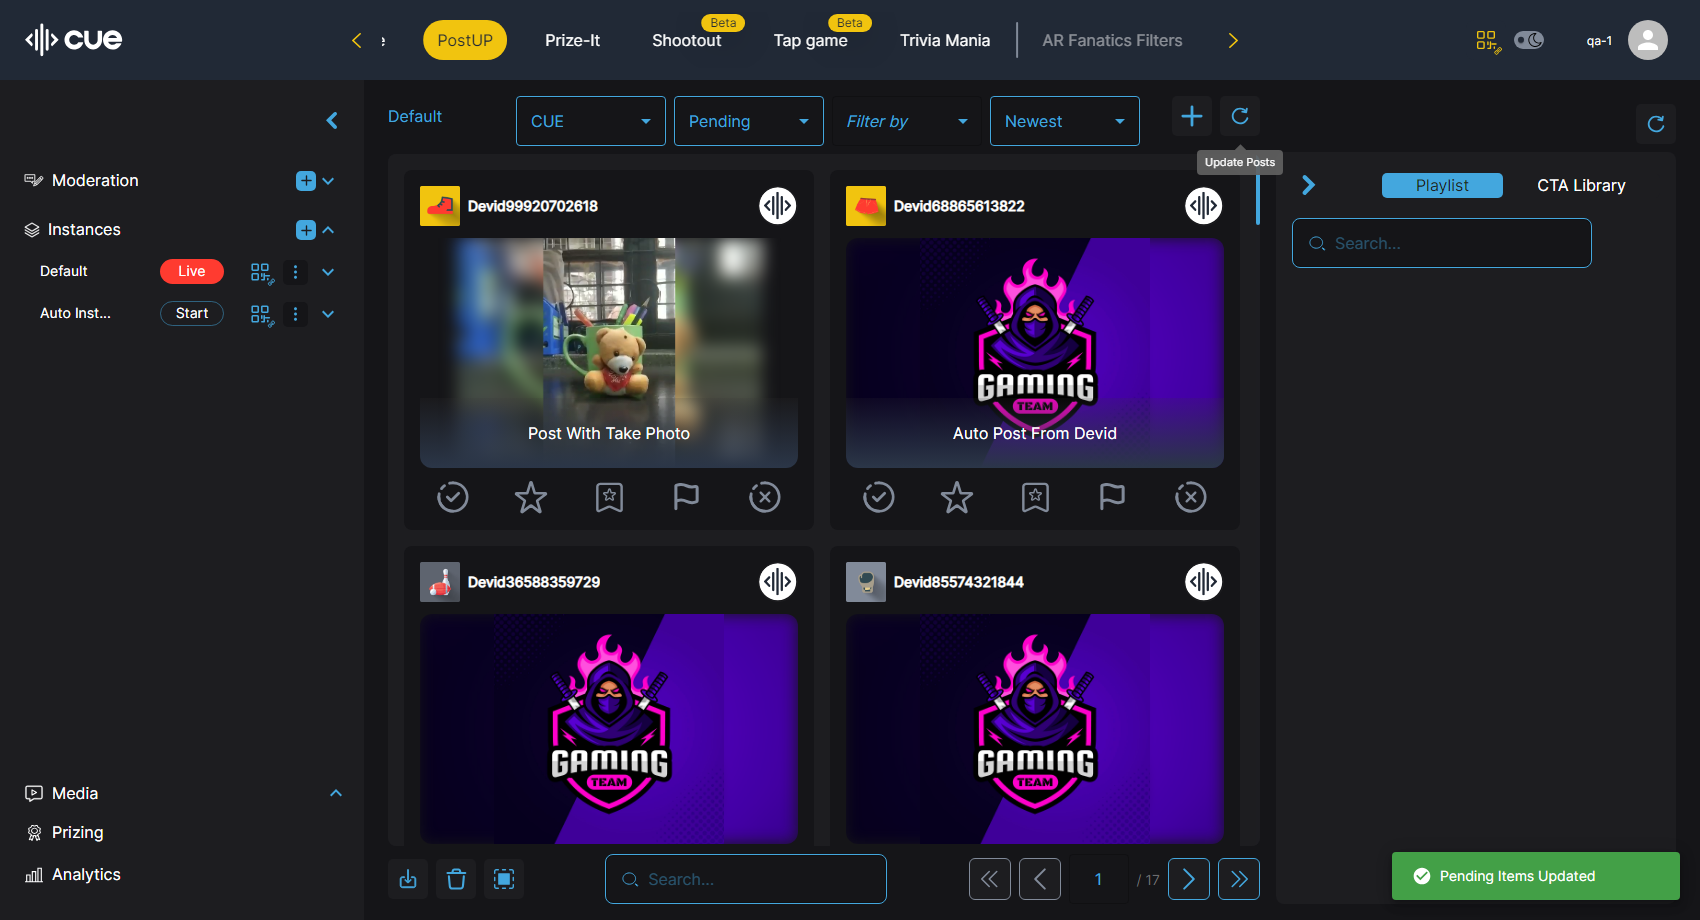 cue
e
PostUP
Prize-It
Shootout
Beta
Tap game
Beta
Trivia Mania
AR Fanatics Filters
qa-1
Default
CUE
Pending
Filter by
Newest
Update Posts
Moderation
Instances
Default
Live
Auto Inst...
Start
Media
Prizing
Analytics
Devid99920702618
Post With Take Photo
Devid68865613822
GAMING
TEAM
Auto Post From Devid
Devid36588359729
GAMING
TEAM
Devid85574321844
GAMING
TEAM
Search...
1
/ 17
Playlist
CTA Library
Search...
Pending Items Updated